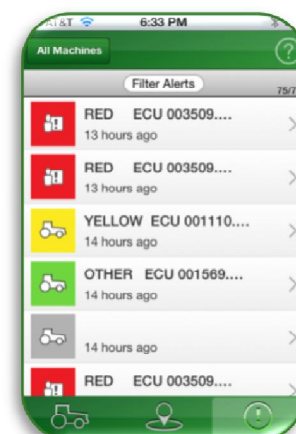 AT&T 6:33 PM
All Machines
Filter Alerts
75/7
RED ECU 003509....
13 hours ago
RED ECU 003509....
13 hours ago
YELLOW ECU 001110....
14 hours ago
OTHER ECU 001569....
14 hours ago
14 hours ago
RED ECU 003509....